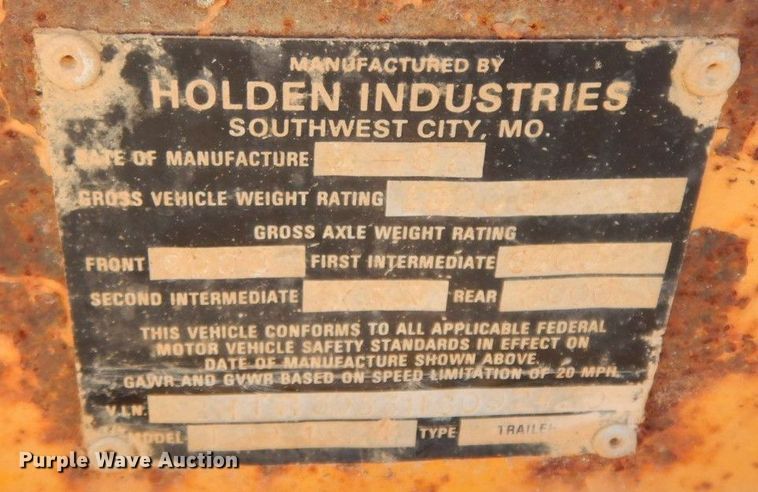 MANUFACTURED BY
HOLDEN INDUSTRIES
SOUTHWEST CITY, MO.
DATE OF MANUFACTURE
GROSS VEHICLE WEIGHT RATING
GROSS AXLE WEIGHT RATING
FRONT FIRST INTERMEDIATE
SECOND INTERMEDIATE REAR
THIS VEHICLE CONFORMS TO ALL APPLICABLE FEDERAL
MOTOR VEHICLE SAFETY STANDARDS IN EFFECT ON
DATE OF MANUFACTURE SHOWN ABOVE.
GAWR AND GVWR BASED ON SPEED LIMITATION OF 20 MPH.
V.I.N.
MODEL TYPE TRAILER
Purple Wave Auction